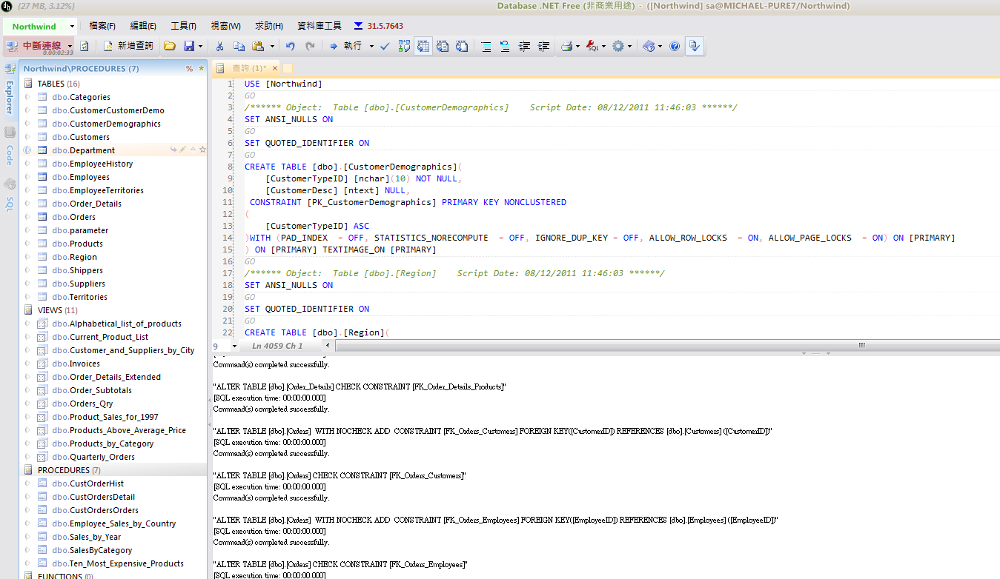 (27 MB, 3.12%)
Database .NET Free (非商業用途) - ([Northwind] sa@MICHAEL-PURE7/Northwind)
Northwind 檔案(F) 編輯(E) 工具(T) 視窗(W) 求助(H) 資料庫工具 31.5.7643
中斷連線 0.00:02:33 新增查詢 執行 SQL
Explorer
Code
SQL
Northwind\PROCEDURES (7)
TABLES (16)
dbo.Categories
dbo.CustomerCustomerDemo
dbo.CustomerDemographics
dbo.Customers
dbo.Department
dbo.EmployeeHistory
dbo.Employees
dbo.EmployeeTerritories
dbo.Order_Details
dbo.Orders
dbo.parameter
dbo.Products
dbo.Region
dbo.Shippers
dbo.Suppliers
dbo.Territories
VIEWS (11)
dbo.Alphabetical_list_of_products
dbo.Current_Product_List
dbo.Customer_and_Suppliers_by_City
dbo.Invoices
dbo.Order_Details_Extended
dbo.Order_Subtotals
dbo.Orders_Qry
dbo.Product_Sales_for_1997
dbo.Products_Above_Average_Price
dbo.Products_by_Category
dbo.Quarterly_Orders
PROCEDURES (7)
dbo.CustOrderHist
dbo.CustOrdersDetail
dbo.CustOrdersOrders
dbo.Employee_Sales_by_Country
dbo.Sales_by_Year
dbo.SalesByCategory
dbo.Ten_Most_Expensive_Products
FUNCTIONS (0)
查詢 (1)*
1 USE [Northwind]
2 GO
3 /****** Object:  Table [dbo].[CustomerDemographics]    Script Date: 08/12/2011 11:46:03 ******/
4 SET ANSI_NULLS ON
5 GO
6 SET QUOTED_IDENTIFIER ON
7 GO
8 CREATE TABLE [dbo].[CustomerDemographics](
9     [CustomerTypeID] [nchar](10) NOT NULL,
10     [CustomerDesc] [ntext] NULL,
11  CONSTRAINT [PK_CustomerDemographics] PRIMARY KEY NONCLUSTERED
12 (
13     [CustomerTypeID] ASC
14 )WITH (PAD_INDEX  = OFF, STATISTICS_NORECOMPUTE  = OFF, IGNORE_DUP_KEY = OFF, ALLOW_ROW_LOCKS  = ON, ALLOW_PAGE_LOCKS  = ON) ON [PRIMARY]
15 ) ON [PRIMARY] TEXTIMAGE_ON [PRIMARY]
16 GO
17 /****** Object:  Table [dbo].[Region]    Script Date: 08/12/2011 11:46:03 ******/
18 SET ANSI_NULLS ON
19 GO
20 SET QUOTED_IDENTIFIER ON
21 GO
22 CREATE TABLE [dbo].[Region](
9 Ln 4059 Ch 1
Command(s) completed successfully.
"ALTER TABLE [dbo].[Order_Details] CHECK CONSTRAINT [FK_Order_Details_Products]"
[SQL execution time: 00:00:00.000]
Command(s) completed successfully.
"ALTER TABLE [dbo].[Orders]  WITH NOCHECK ADD  CONSTRAINT [FK_Orders_Customers] FOREIGN KEY([CustomerID]) REFERENCES [dbo].[Customers] ([CustomerID])"
[SQL execution time: 00:00:00.000]
Command(s) completed successfully.
"ALTER TABLE [dbo].[Orders] CHECK CONSTRAINT [FK_Orders_Customers]"
[SQL execution time: 00:00:00.000]
Command(s) completed successfully.
"ALTER TABLE [dbo].[Orders]  WITH NOCHECK ADD  CONSTRAINT [FK_Orders_Employees] FOREIGN KEY([EmployeeID]) REFERENCES [dbo].[Employees] ([EmployeeID])"
[SQL execution time: 00:00:00.000]
Command(s) completed successfully.
"ALTER TABLE [dbo].[Orders] CHECK CONSTRAINT [FK_Orders_Employees]"
[SQL execution time: 00:00:00.000]